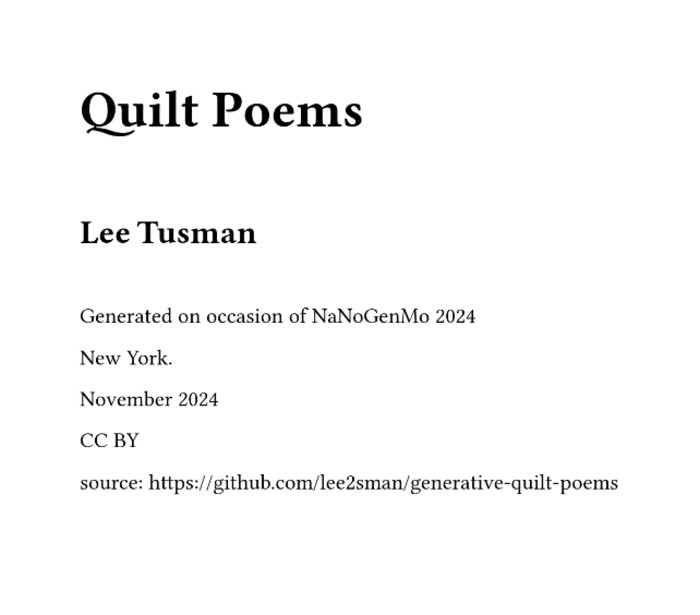 Quilt Poems
Lee Tusman
Generated on occasion of NaNoGenMo 2024
New York.
November 2024
CC BY
source: https://github.com/lee2sman/generative-quilt-poems